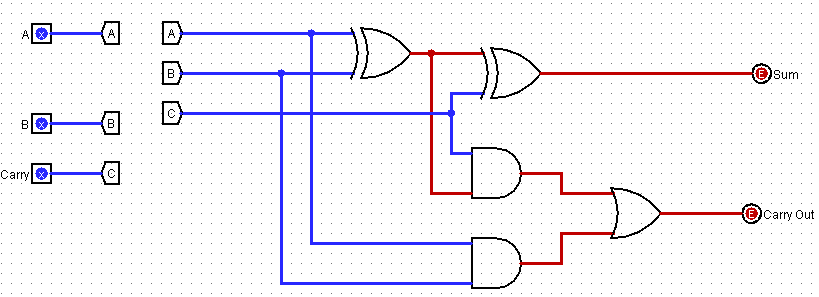 A x A
A
B
E Sum
C
B x B
Carry x C
E Carry Out